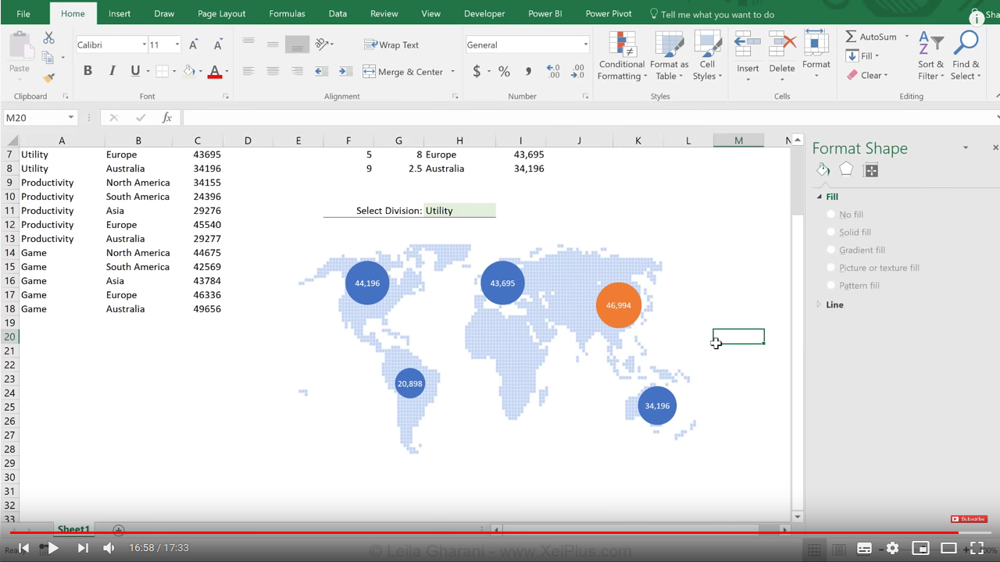 File Home Insert Draw Page Layout Formulas Data Review View Developer Power BI Power Pivot Tell me what you want to do Sha
Calibri 11 Wrap Text General AutoSum
Paste Conditional Formatting Format as Table Cell Styles Insert Delete Format Fill Sort & Filter Find & Select
B I U A Merge & Center $ % Clear
Clipboard Font Alignment Number Styles Cells Editing
M20 fx
A B C D E F G H I J K L M N
Format Shape
7 Utility Europe 43695 5 8 Europe 43,695
8 Utility Australia 34196 9 2.5 Australia 34,196
9 Productivity North America 34155
10 Productivity South America 24396
11 Productivity Asia 29276 Select Division: Utility
12 Productivity Europe 45540
13 Productivity Australia 29277
14 Game North America 44675
15 Game South America 42569
16 Game Asia 43784
17 Game Europe 46336
18 Game Australia 49656
19
20
21
22
23
24
25
26
27
28
29
30
31
32
33
44,196
43,695
46,994
20,898
34,196
Fill
No fill
Solid fill
Gradient fill
Picture or texture fill
Pattern fill
Line
Subscribe
Sheet1
16:58 / 17:33
© Leila Gharani - www.XelPlus.com
100%